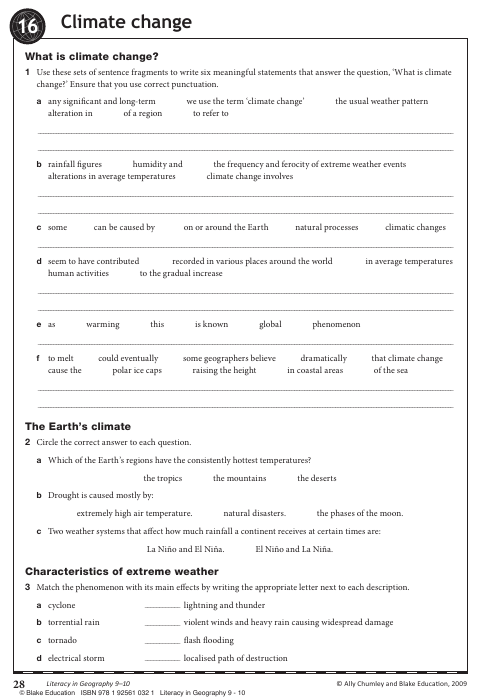 16 Climate change
What is climate change?
1 Use these sets of sentence fragments to write six meaningful statements that answer the question, 'What is climate
change?' Ensure that you use correct punctuation.
a any significant and long-term we use the term 'climate change' the usual weather pattern
alteration in of a region to refer to
b rainfall figures humidity and the frequency and ferocity of extreme weather events
alterations in average temperatures climate change involves
c some can be caused by on or around the Earth natural processes climatic changes
d seem to have contributed recorded in various places around the world in average temperatures
human activities to the gradual increase
e as warming this is known global phenomenon
f to melt could eventually some geographers believe dramatically that climate change
cause the polar ice caps raising the height in coastal areas of the sea
The Earth's climate
2 Circle the correct answer to each question.
a Which of the Earth's regions have the consistently hottest temperatures?
the tropics the mountains the deserts
b Drought is caused mostly by:
extremely high air temperature. natural disasters. the phases of the moon.
c Two weather systems that affect how much rainfall a continent receives at certain times are:
La Niño and El Niña. El Niño and La Niña.
Characteristics of extreme weather
3 Match the phenomenon with its main effects by writing the appropriate letter next to each description.
a cyclone lightning and thunder
b torrential rain violent winds and heavy rain causing widespread damage
c tornado flash flooding
d electrical storm localised path of destruction
28 Literacy in Geography 9–10 © Ally Chumley and Blake Education, 2009
© Blake Education ISBN 978 1 92561 032 1 Literacy in Geography 9 - 10